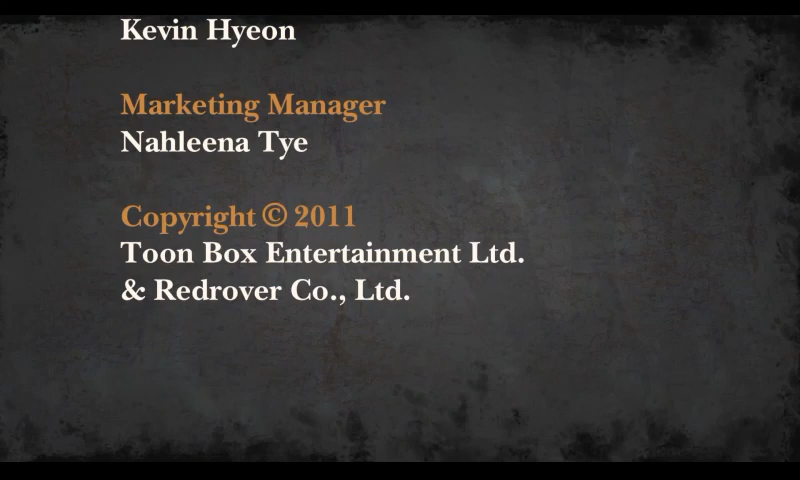 Kevin Hyeon
Marketing Manager
Nahleena Tye
Copyright © 2011
Toon Box Entertainment Ltd.
& Redrover Co., Ltd.